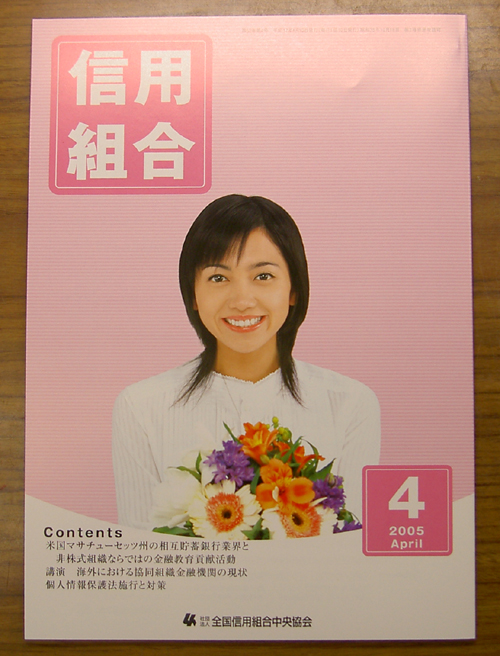 信用
組合
4
2005
April
Contents
米国マサチューセッツ州の相互貯蓄銀行業界と
非株式組織ならではの金融教育貢献活動
講演 海外における協同組織金融機関の現状
個人情報保護法施行と対策
社団法人 全国信用組合中央協会